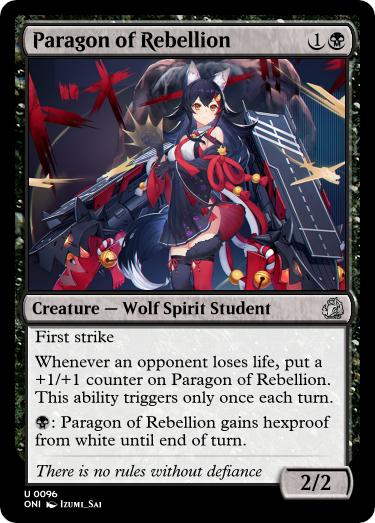 Paragon of Rebellion 1
Creature — Wolf Spirit Student
First strike
Whenever an opponent loses life, put a
+1/+1 counter on Paragon of Rebellion.
This ability triggers only once each turn.
: Paragon of Rebellion gains hexproof
from white until end of turn.
There is no rules without defiance
2/2
U 0096
ONI Izumi_Sai